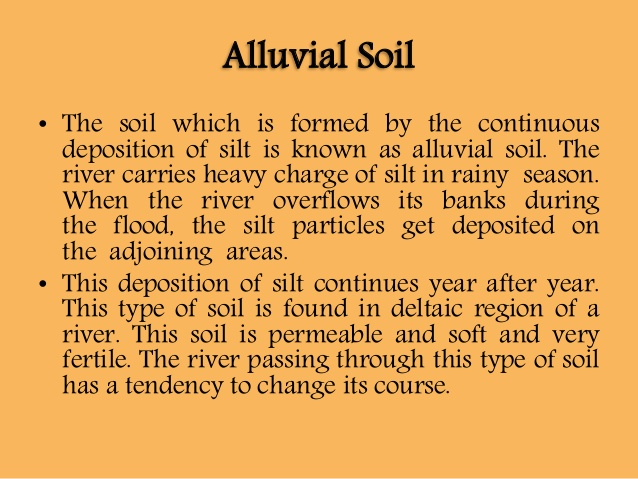 Alluvial Soil
• The soil which is formed by the continuous
deposition of silt is known as alluvial soil. The
river carries heavy charge of silt in rainy season.
When the river overflows its banks during
the flood, the silt particles get deposited on
the adjoining areas.
• This deposition of silt continues year after year.
This type of soil is found in deltaic region of a
river. This soil is permeable and soft and very
fertile. The river passing through this type of soil
has a tendency to change its course.